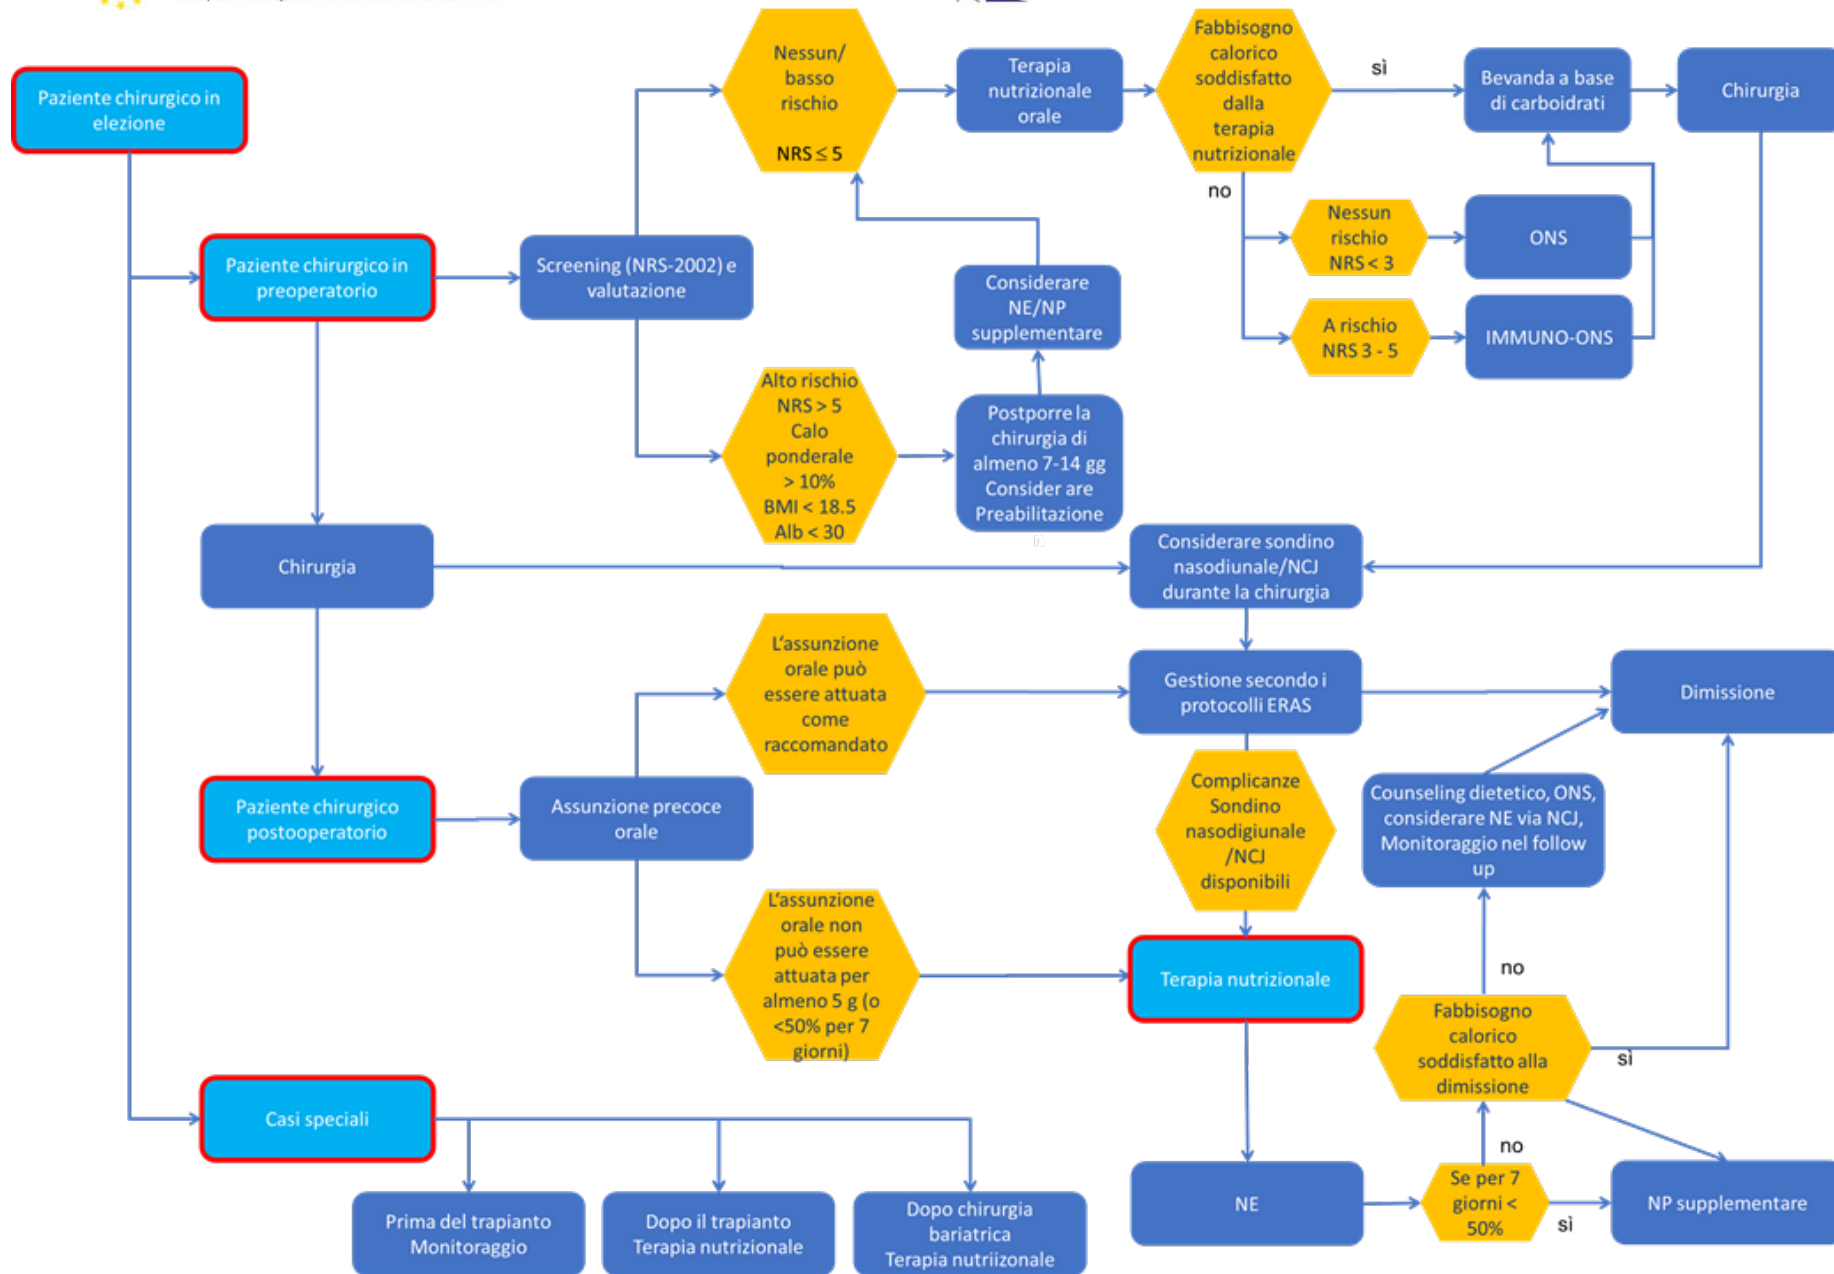 Paziente chirurgico in
elezione
Nessun/
basso
rischio
NRS ≤ 5
Terapia
nutrizionale
orale
Fabbisogno
calorico
soddisfatto
dalla
terapia
nutrizionale
sì
Bevanda a base
di carboidrati
Chirurgia
no
Nessun
rischio
NRS < 3
ONS
Paziente chirurgico in
preoperatorio
Screening (NRS-2002) e
valutazione
Considerare
NE/NP
supplementare
A rischio
NRS 3 - 5
IMMUNO-ONS
Alto rischio
NRS > 5
Calo
ponderale
> 10%
BMI < 18.5
Alb < 30
Postporre la
chirurgia di
almeno 7-14 gg
Consider are
Preabilitazione
Chirurgia
Considerare sondino
nasodiunale/NCJ
durante la chirurgia
L'assunzione
orale può
essere attuata
come
raccomandato
Gestione secondo i
protocolli ERAS
Dimissione
Paziente chirurgico
postooperatorio
Assunzione precoce
orale
Complicanze
Sondino
nasodigiunale
/NCJ
disponibili
Counseling dietetico, ONS,
considerare NE via NCJ,
Monitoraggio nel follow
up
L'assunzione
orale non
può essere
attuata per
almeno 5 g (o
<50% per 7
giorni)
Terapia nutrizionale
no
Fabbisogno
calorico
soddisfatto alla
dimissione
sì
Casi speciali
no
Prima del trapianto
Monitoraggio
Dopo il trapianto
Terapia nutrizionale
Dopo chirurgia
bariatrica
Terapia nutriizonale
NE
Se per 7
giorni <
50%
sì
NP supplementare